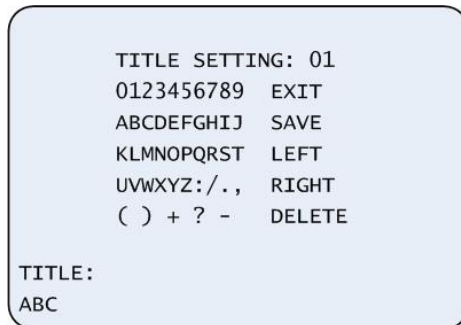 TITLE SETTING: 01
0123456789 EXIT
ABCDEFGHIJ SAVE
KLMNOPQRST LEFT
UVWXYZ:/., RIGHT
( ) + ? - DELETE
TITLE:
ABC